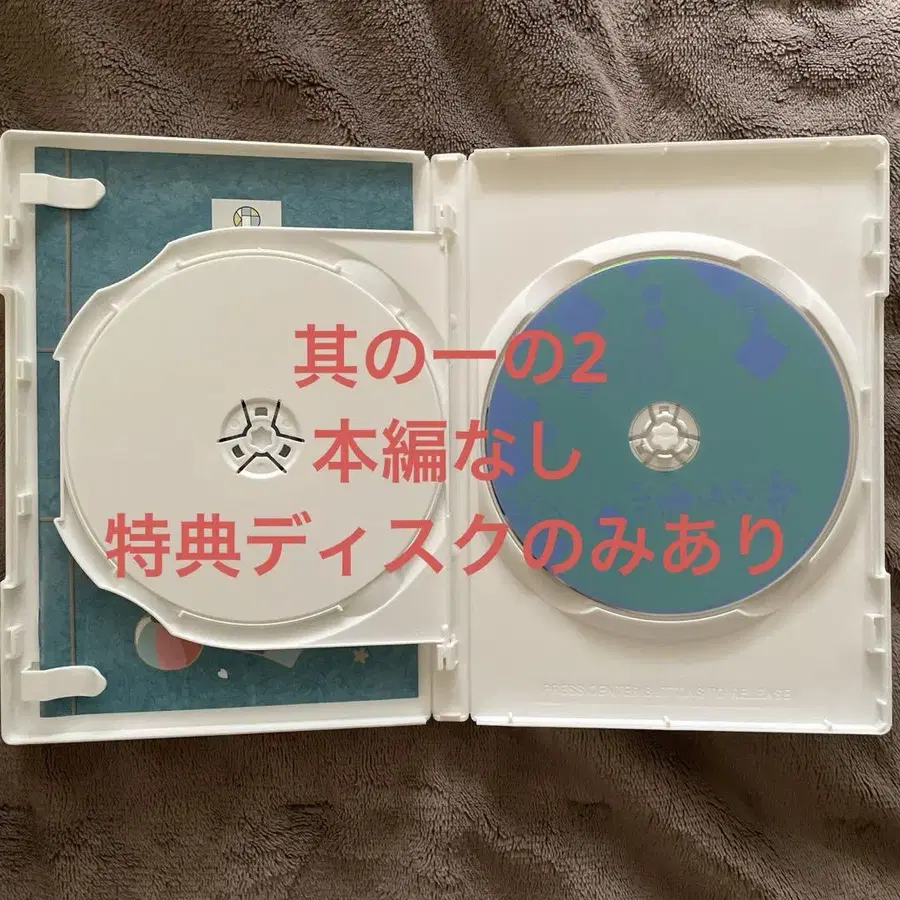 其の一の2
本編なし
特典ディスクのみあり
PRESS CENTER BUTTONS TO RELEASE